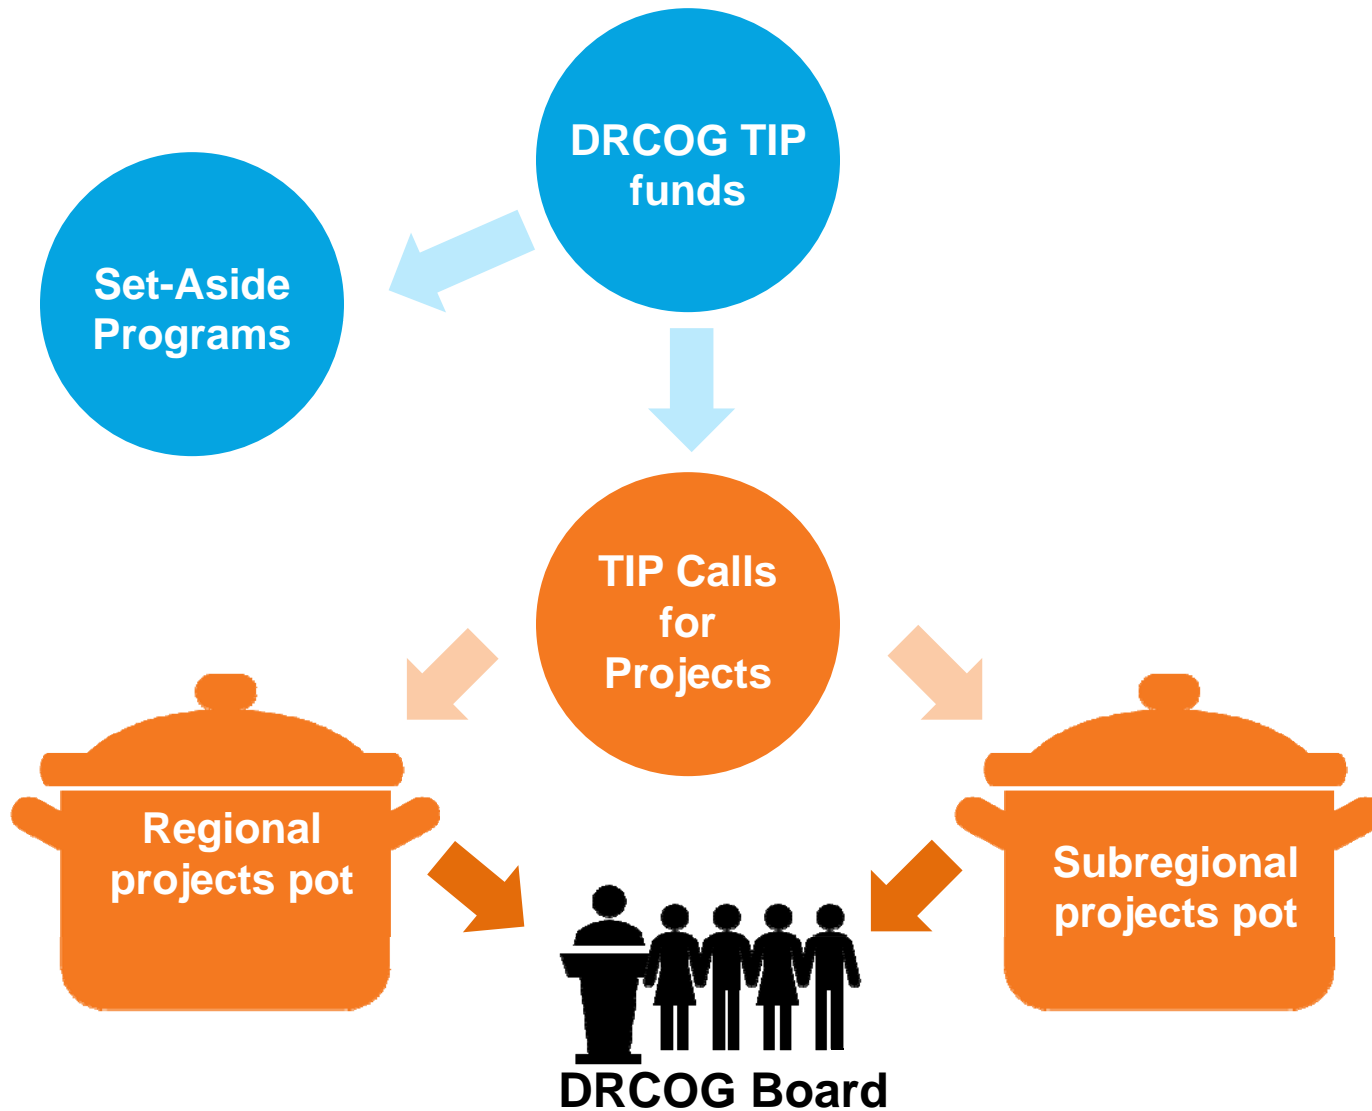 DRCOG TIP
funds
Set-Aside
Programs
TIP Calls
for
Projects
Regional
projects pot
Subregional
projects pot
DRCOG Board